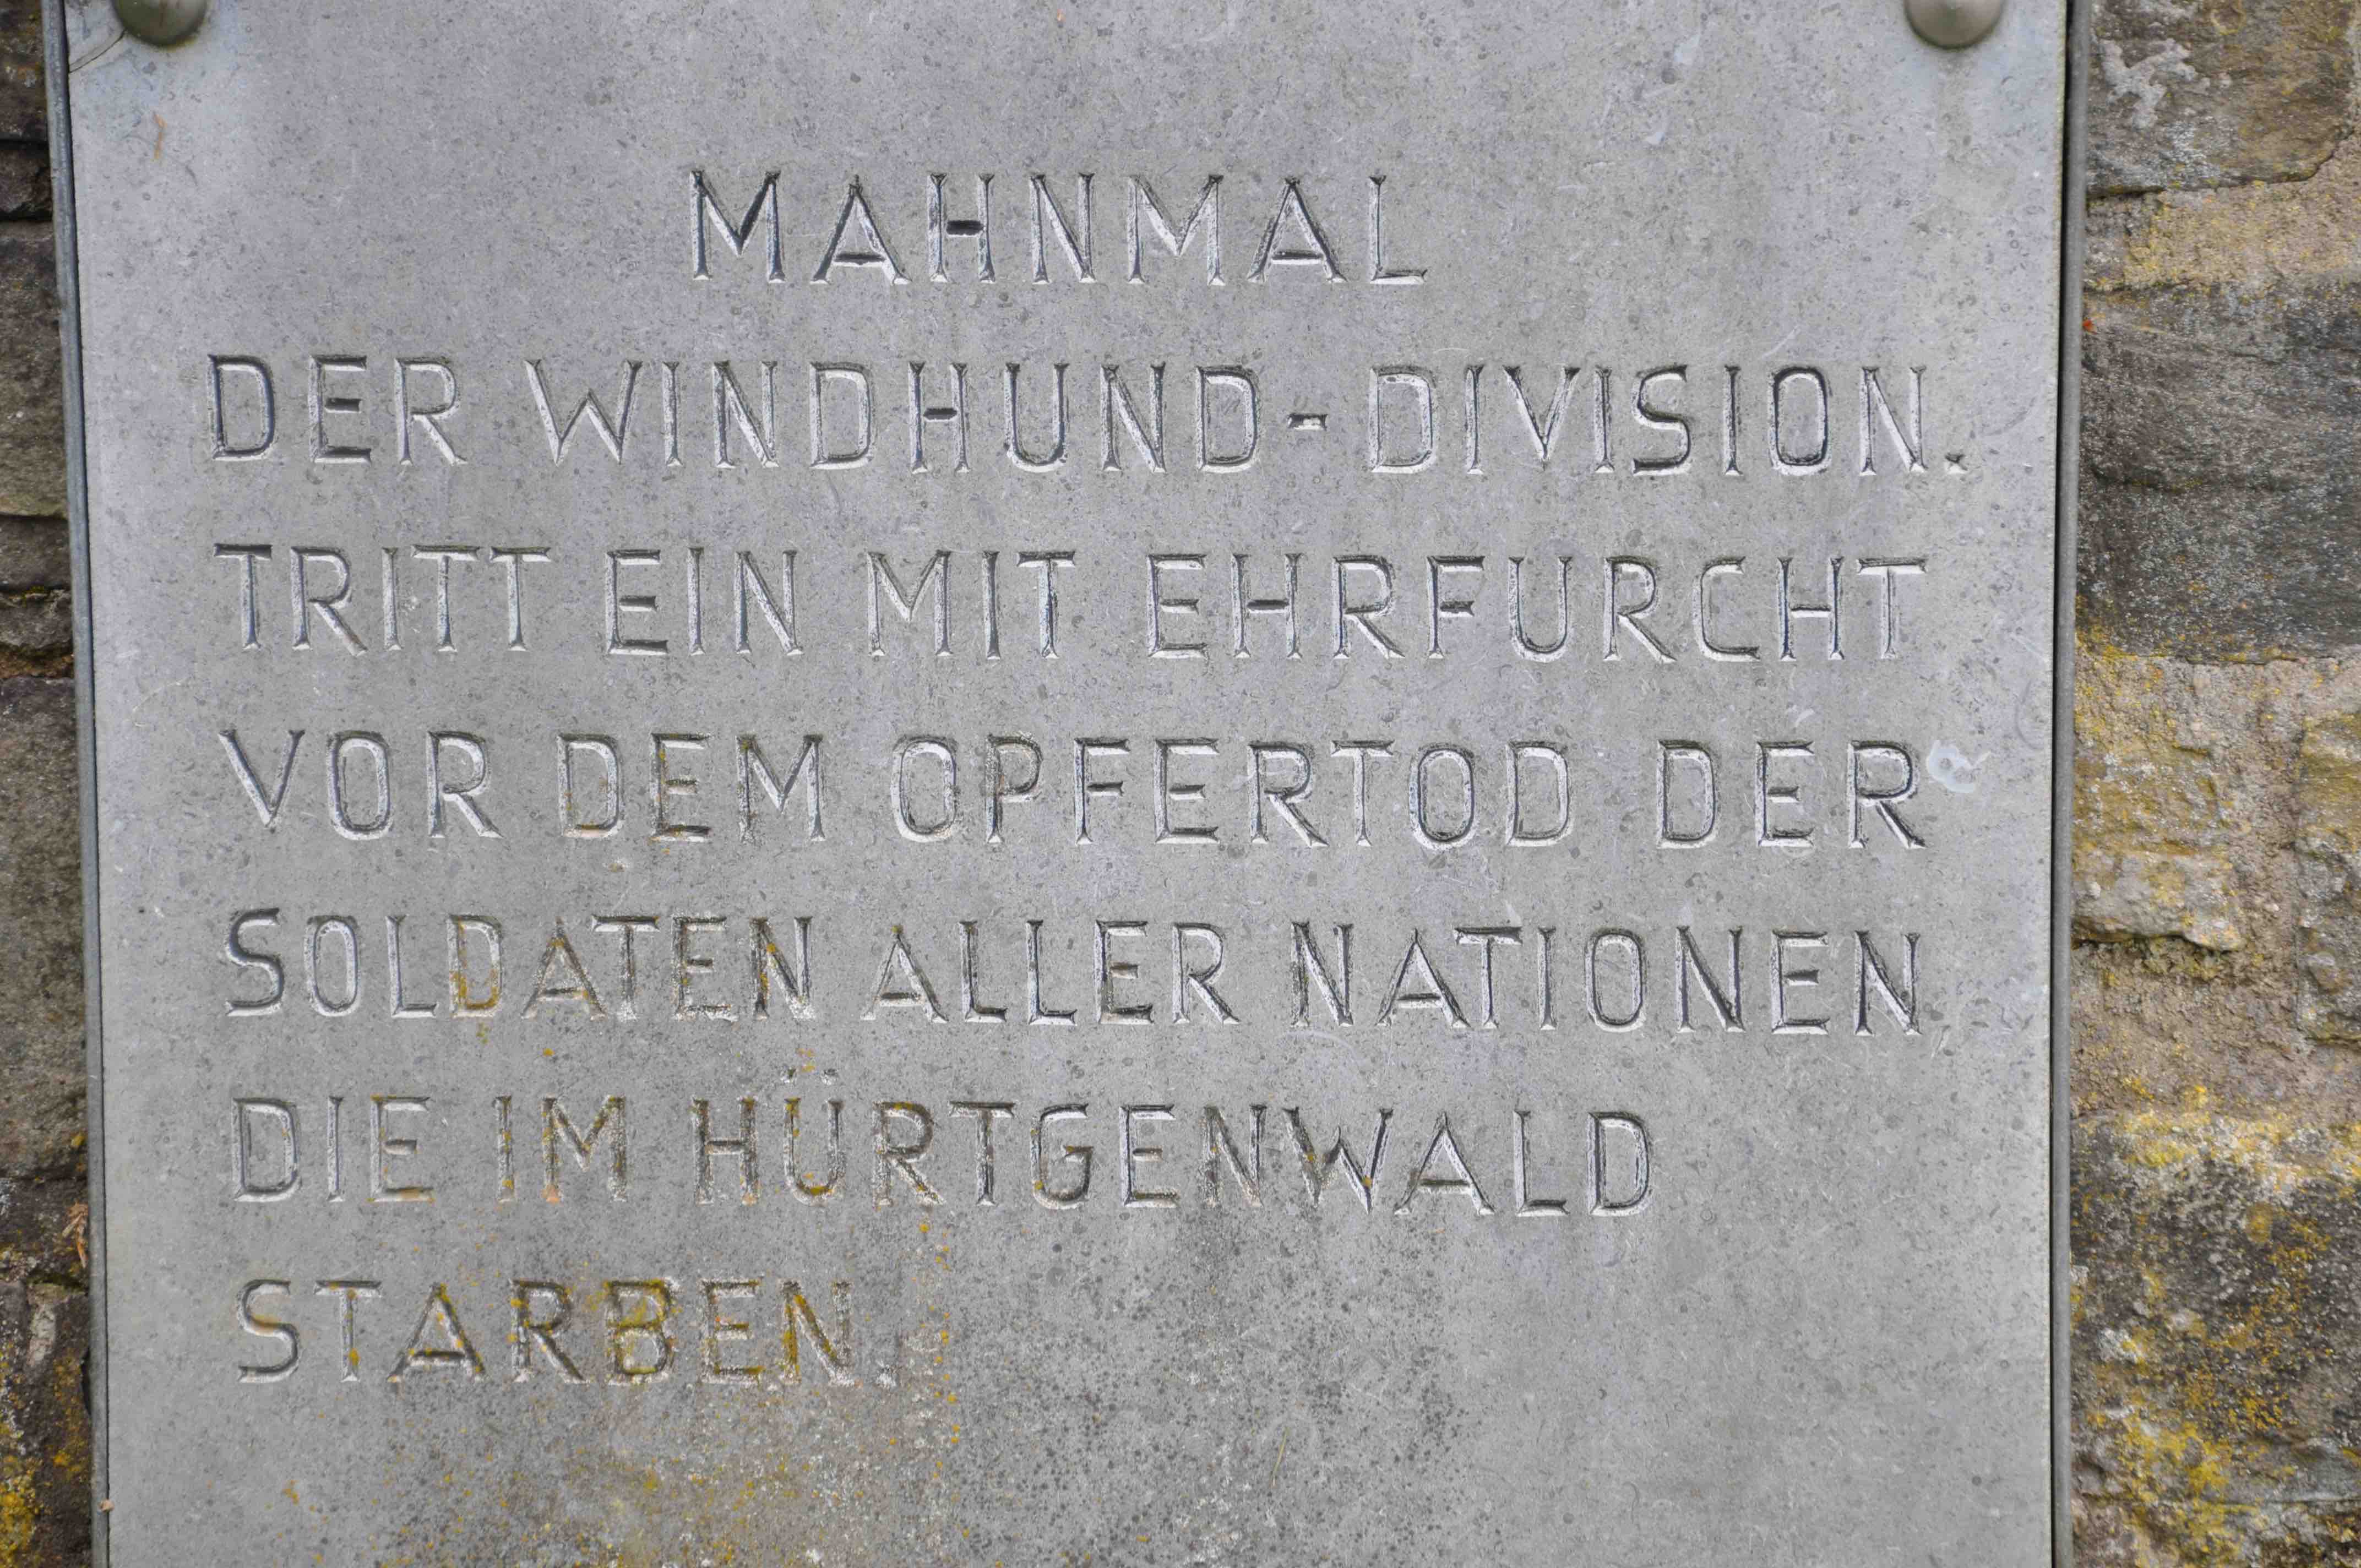 MAHNMAL
DER WINDHUND-DIVISION.
TRITT EIN MIT EHRFURCHT
VOR DEM OPFERTOD DER
SOLDATEN ALLER NATIONEN
DIE IM HÜRTGENWALD
STARBEN.